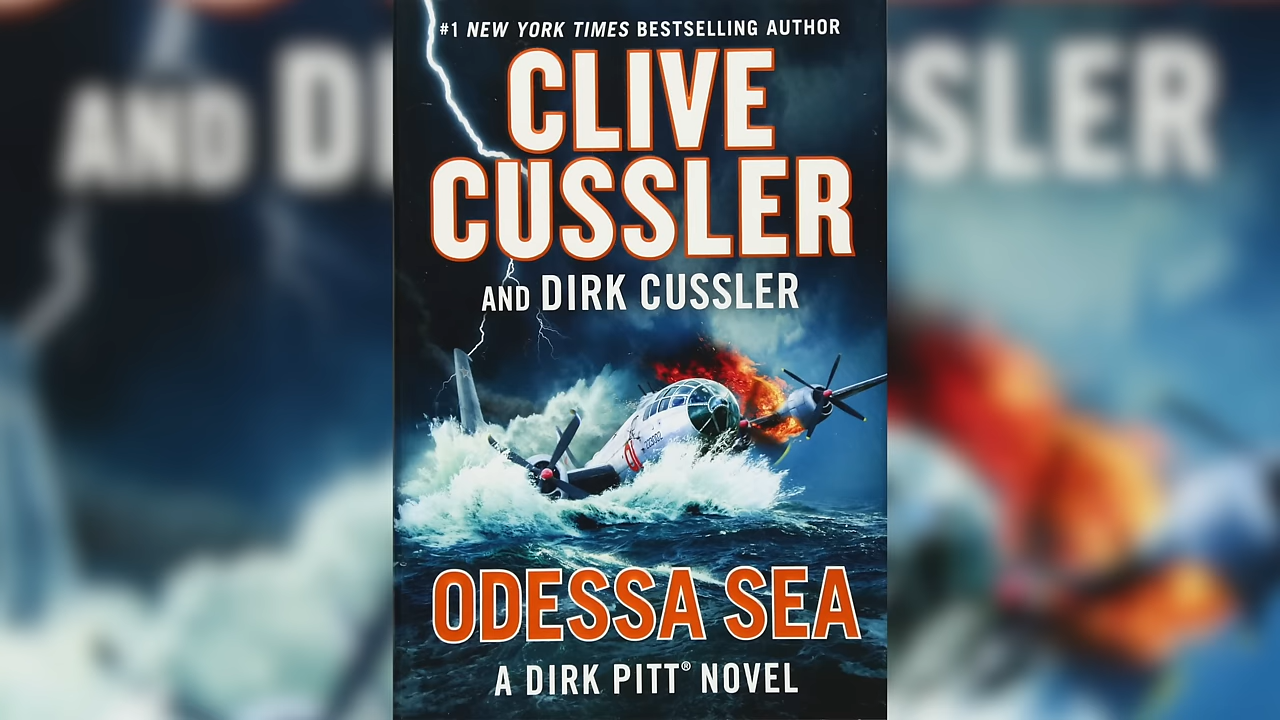 #1 NEW YORK TIMES BESTSELLING AUTHOR
CLIVE
CUSSLER
AND DIRK CUSSLER
ODESSA SEA
A DIRK PITT® NOVEL